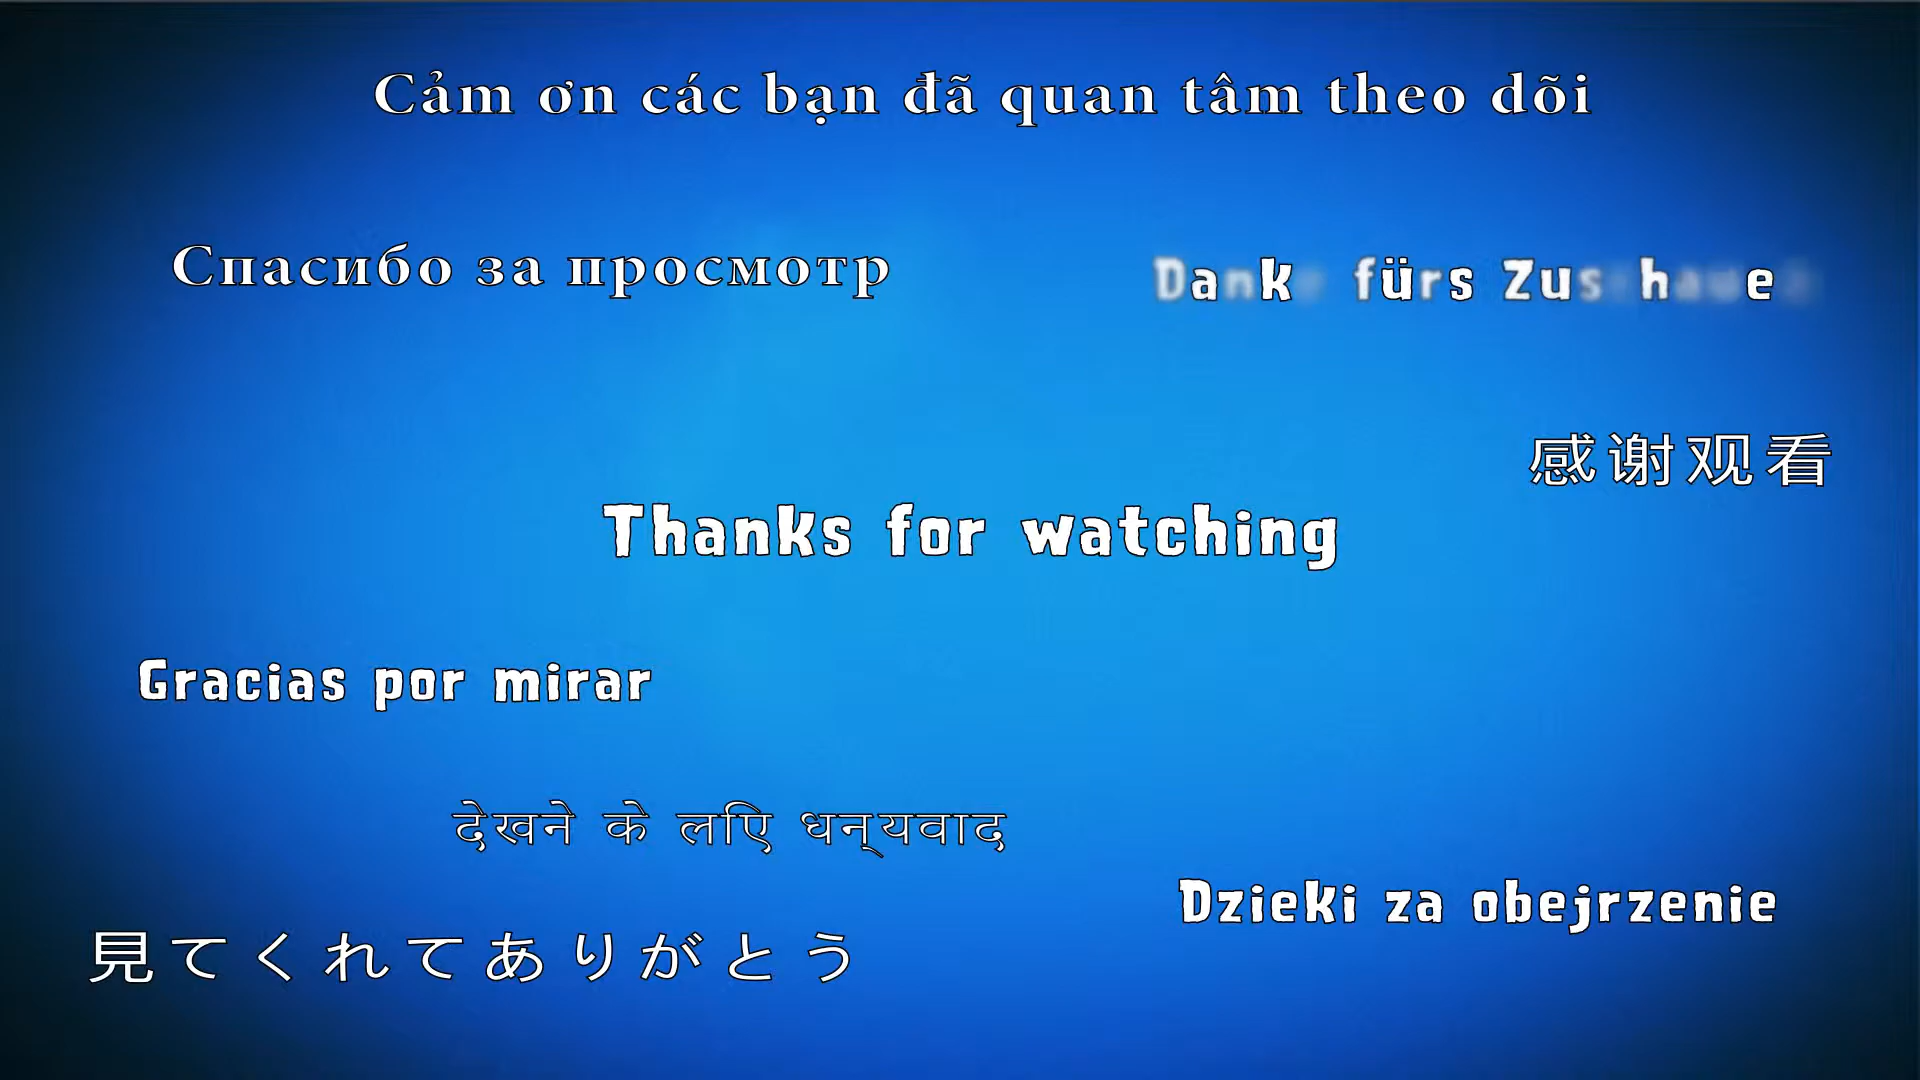 Cảm ơn các bạn đã quan tâm theo dõi
Спасибо за просмотр
Danke fürs Zuschauen
感谢观看
Thanks for watching
Gracias por mirar
देखने के लिए धन्यवाद
Dzieki za obejrzenie
見てくれてありがとう